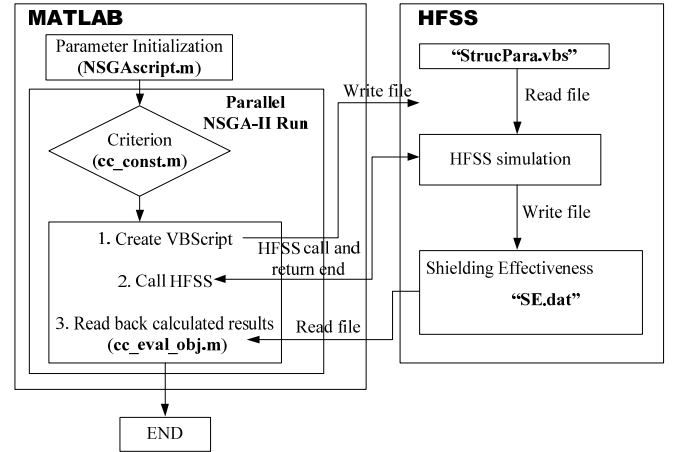 MATLAB
Parameter Initialization
(NSGAscript.m)
Parallel
NSGA-II Run
Criterion
(cc_const.m)
1. Create VBScript
2. Call HFSS
3. Read back calculated results
(cc_eval_obj.m)
END
Write file
HFSS call and
return end
Read file
HFSS
“StrucPara.vbs”
Read file
HFSS simulation
Write file
Shielding Effectiveness
“SE.dat”